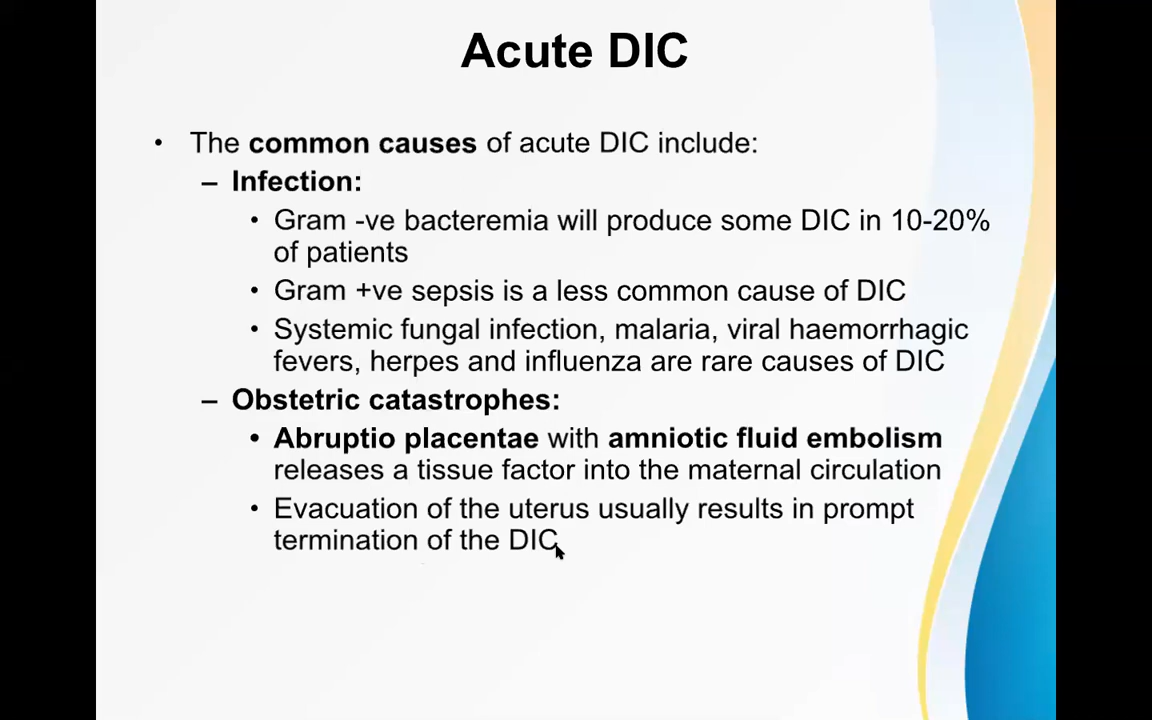 Acute DIC
• The common causes of acute DIC include:
– Infection:
• Gram -ve bacteremia will produce some DIC in 10-20%
of patients
• Gram +ve sepsis is a less common cause of DIC
• Systemic fungal infection, malaria, viral haemorrhagic
fevers, herpes and influenza are rare causes of DIC
– Obstetric catastrophes:
• Abruptio placentae with amniotic fluid embolism
releases a tissue factor into the maternal circulation
• Evacuation of the uterus usually results in prompt
termination of the DIC